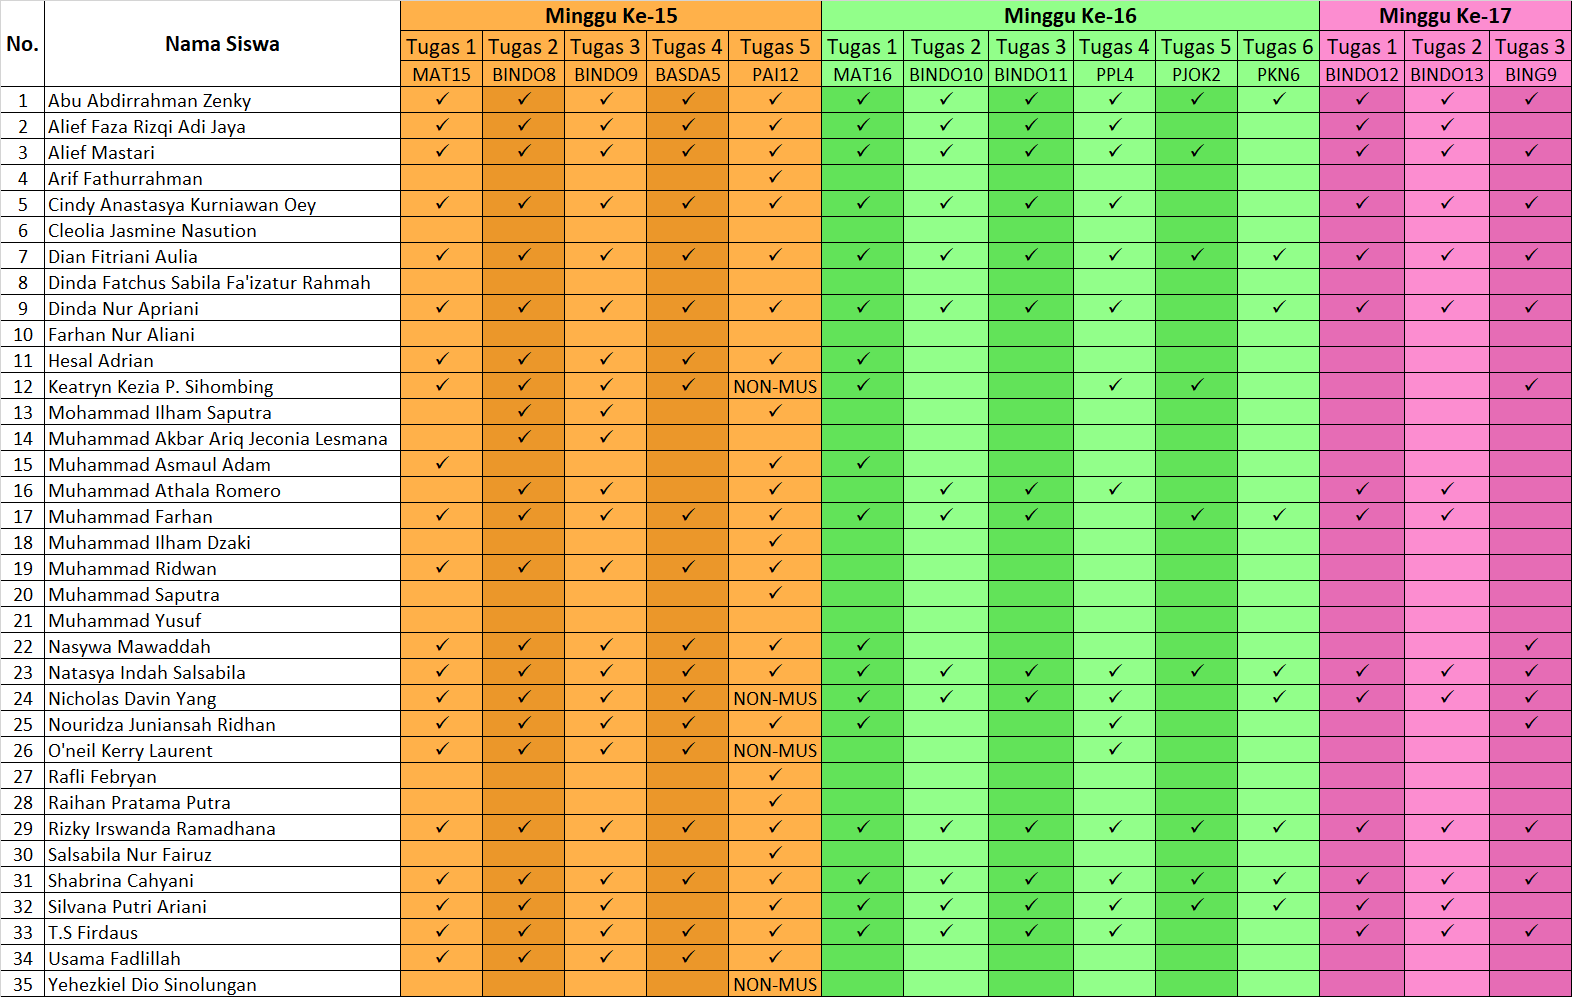 No. Nama Siswa Minggu Ke-15 Minggu Ke-16 Minggu Ke-17
Tugas 1 Tugas 2 Tugas 3 Tugas 4 Tugas 5 Tugas 1 Tugas 2 Tugas 3 Tugas 4 Tugas 5 Tugas 6 Tugas 1 Tugas 2 Tugas 3
MAT15 BINDO8 BINDO9 BASDA5 PAI12 MAT16 BINDO10 BINDO11 PPL4 PJOK2 PKN6 BINDO12 BINDO13 BING9
1 Abu Abdirrahman Zenky ✓ ✓ ✓ ✓ ✓ ✓ ✓ ✓ ✓ ✓ ✓ ✓ ✓ ✓
2 Alief Faza Rizqi Adi Jaya ✓ ✓ ✓ ✓ ✓ ✓ ✓ ✓ ✓ ✓ ✓
3 Alief Mastari ✓ ✓ ✓ ✓ ✓ ✓ ✓ ✓ ✓ ✓ ✓ ✓ ✓
4 Arif Fathurrahman ✓
5 Cindy Anastasya Kurniawan Oey ✓ ✓ ✓ ✓ ✓ ✓ ✓ ✓ ✓ ✓ ✓ ✓
6 Cleolia Jasmine Nasution
7 Dian Fitriani Aulia ✓ ✓ ✓ ✓ ✓ ✓ ✓ ✓ ✓ ✓ ✓ ✓ ✓ ✓
8 Dinda Fatchus Sabila Fa'izatur Rahmah
9 Dinda Nur Apriani ✓ ✓ ✓ ✓ ✓ ✓ ✓ ✓ ✓ ✓ ✓ ✓ ✓
10 Farhan Nur Aliani
11 Hesal Adrian ✓ ✓ ✓ ✓ ✓ ✓
12 Keatryn Kezia P. Sihombing ✓ ✓ ✓ ✓ NON-MUS ✓ ✓ ✓ ✓
13 Mohammad Ilham Saputra ✓ ✓ ✓
14 Muhammad Akbar Ariq Jeconia Lesmana ✓ ✓
15 Muhammad Asmaul Adam ✓ ✓ ✓
16 Muhammad Athala Romero ✓ ✓ ✓ ✓ ✓ ✓ ✓ ✓
17 Muhammad Farhan ✓ ✓ ✓ ✓ ✓ ✓ ✓ ✓ ✓ ✓ ✓ ✓
18 Muhammad Ilham Dzaki ✓
19 Muhammad Ridwan ✓ ✓ ✓ ✓ ✓
20 Muhammad Saputra ✓
21 Muhammad Yusuf
22 Nasywa Mawaddah ✓ ✓ ✓ ✓ ✓ ✓ ✓
23 Natasya Indah Salsabila ✓ ✓ ✓ ✓ ✓ ✓ ✓ ✓ ✓ ✓ ✓ ✓ ✓ ✓
24 Nicholas Davin Yang ✓ ✓ ✓ ✓ NON-MUS ✓ ✓ ✓ ✓ ✓ ✓ ✓ ✓
25 Nouridza Juniansah Ridhan ✓ ✓ ✓ ✓ ✓ ✓ ✓ ✓
26 O'neil Kerry Laurent ✓ ✓ ✓ ✓ NON-MUS ✓
27 Rafli Febryan ✓
28 Raihan Pratama Putra ✓
29 Rizky Irswanda Ramadhana ✓ ✓ ✓ ✓ ✓ ✓ ✓ ✓ ✓ ✓ ✓ ✓ ✓ ✓
30 Salsabila Nur Fairuz ✓
31 Shabrina Cahyani ✓ ✓ ✓ ✓ ✓ ✓ ✓ ✓ ✓ ✓ ✓ ✓ ✓ ✓
32 Silvana Putri Ariani ✓ ✓ ✓ ✓ ✓ ✓ ✓ ✓ ✓ ✓ ✓ ✓
33 T.S Firdaus ✓ ✓ ✓ ✓ ✓ ✓ ✓ ✓ ✓ ✓ ✓ ✓
34 Usama Fadlillah ✓ ✓ ✓ ✓ ✓
35 Yehezkiel Dio Sinolungan NON-MUS